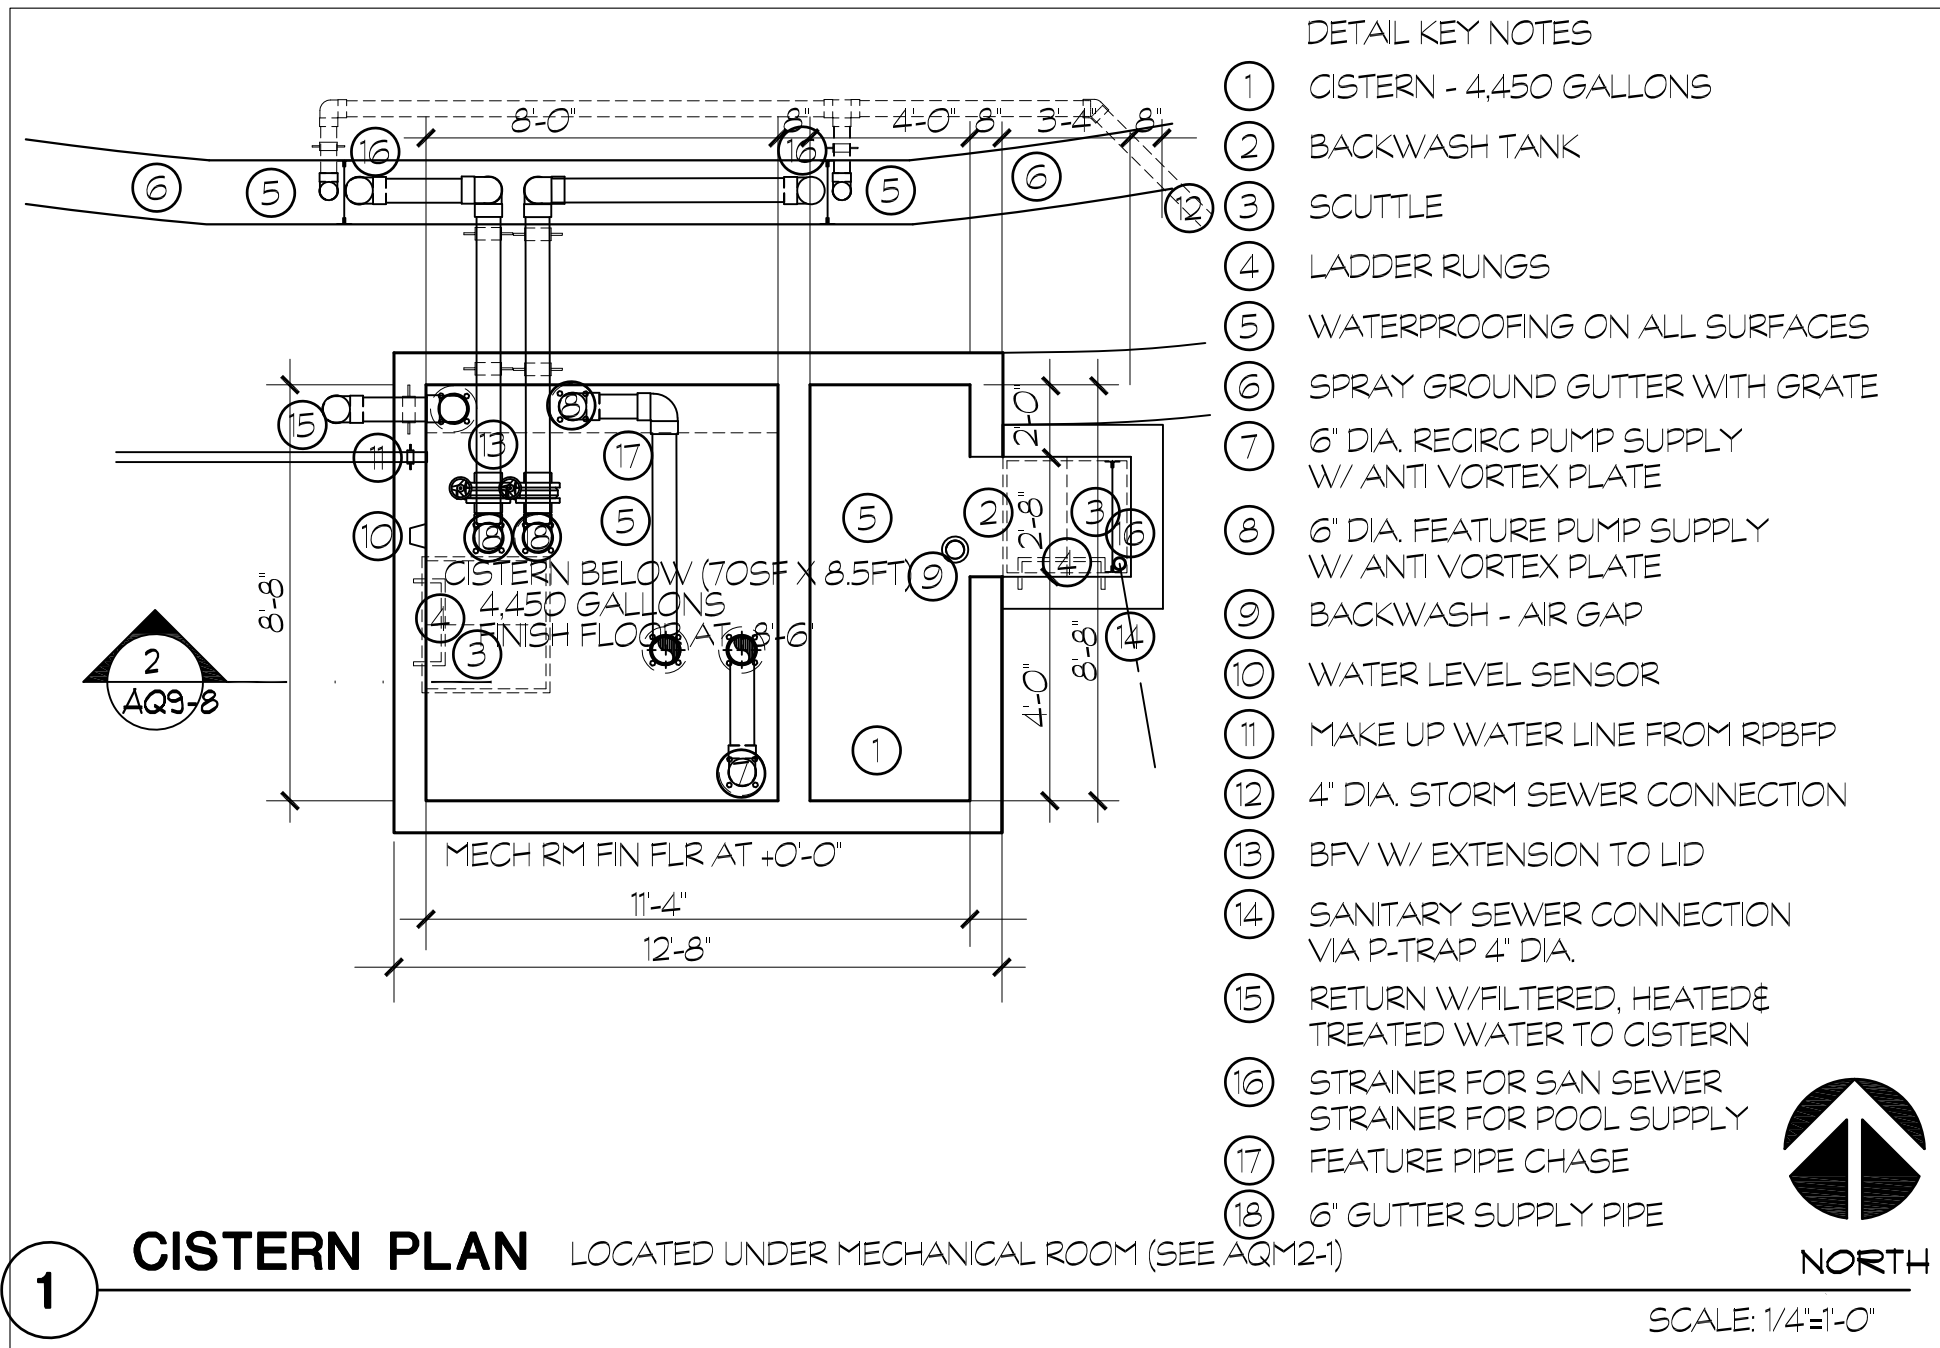 DETAIL KEY NOTES
1 CISTERN - 4,450 GALLONS
2 BACKWASH TANK
3 SCUTTLE
4 LADDER RUNGS
5 WATERPROOFING ON ALL SURFACES
6 SPRAY GROUND GUTTER WITH GRATE
7 6" DIA. RECIRC PUMP SUPPLY
W/ ANTI VORTEX PLATE
8 6" DIA. FEATURE PUMP SUPPLY
W/ ANTI VORTEX PLATE
9 BACKWASH - AIR GAP
10 WATER LEVEL SENSOR
11 MAKE UP WATER LINE FROM RPBFP
12 4" DIA. STORM SEWER CONNECTION
13 BFV W/ EXTENSION TO LID
14 SANITARY SEWER CONNECTION
VIA P-TRAP 4" DIA.
15 RETURN W/FILTERED, HEATED&
TREATED WATER TO CISTERN
16 STRAINER FOR SAN SEWER
STRAINER FOR POOL SUPPLY
17 FEATURE PIPE CHASE
18 6" GUTTER SUPPLY PIPE
8'-0" 8" 4'-0" 8" 3'-4" 8"
16 16
6 5 5 6 12
15 8
13 17
11
2'-0"
10 8 8 5 5 2 3 16
2'-8"
9 4
CISTERN BELOW (70SF X 8.5FT)
4,450 GALLONS
FINISH FLOOR AT -8'-6"
4 3 14
8'-8"
8'-8"
4'-0"
2
AQ9-8
7 1
MECH RM FIN FLR AT +0'-0"
11'-4"
12'-8"
1 CISTERN PLAN LOCATED UNDER MECHANICAL ROOM (SEE AQM2-1)
NORTH
SCALE: 1/4"=1'-0"